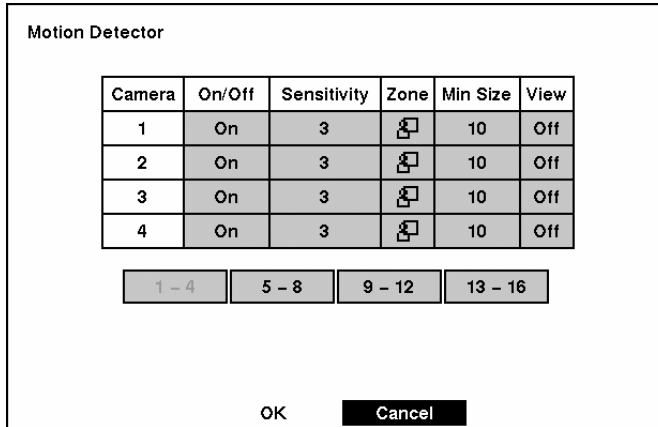 Motion Detector
Camera On/Off Sensitivity Zone Min Size View
1 On 3 10 Off
2 On 3 10 Off
3 On 3 10 Off
4 On 3 10 Off
1 – 4 5 – 8 9 – 12 13 – 16
OK Cancel